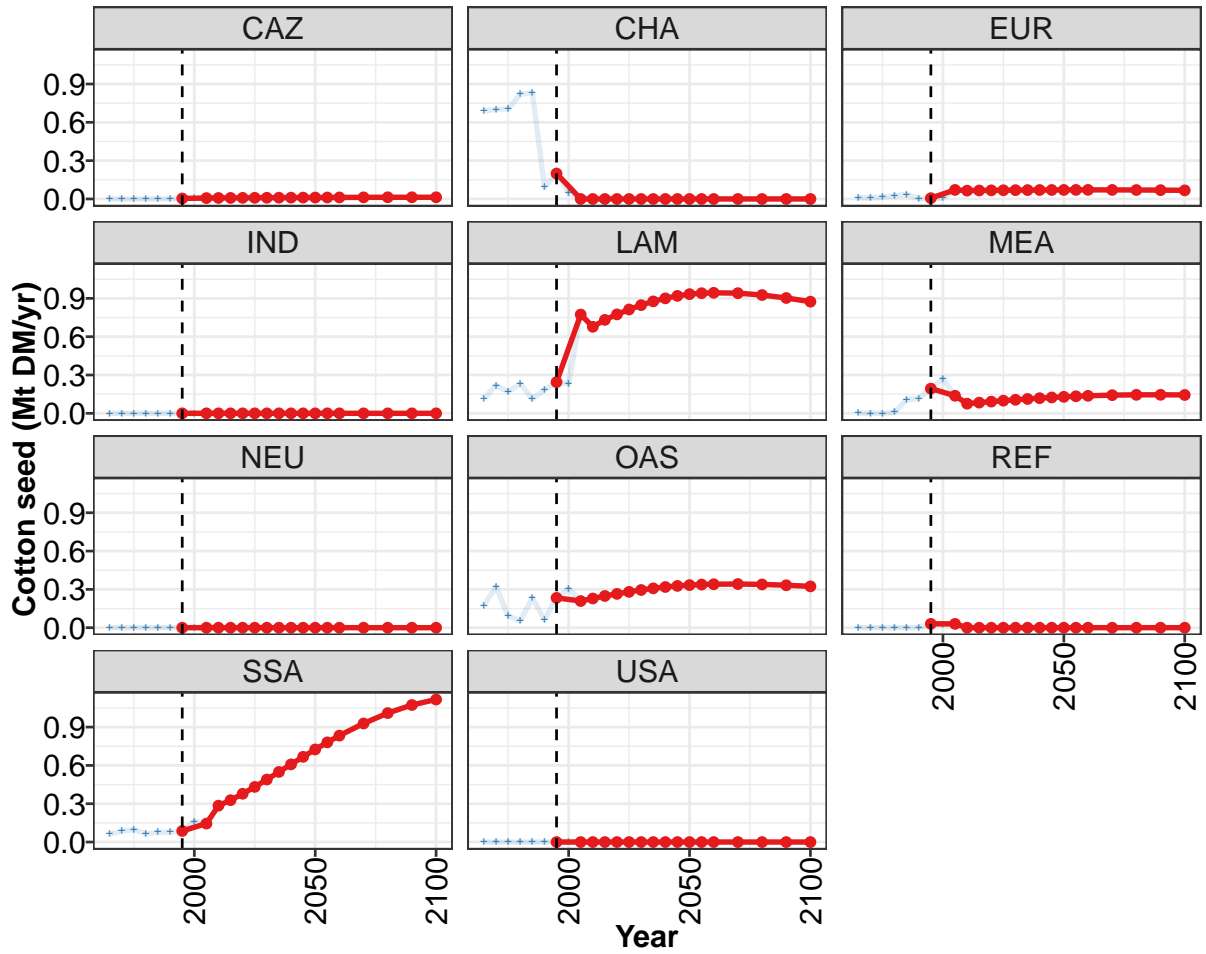 CAZ CHA EUR
0.9
0.6
0.3
0.0
IND LAM MEA
0.9
0.6
0.3
0.0
NEU OAS REF
0.9
0.6
0.3
0.0
2000 2050 2100
SSA USA
0.9
0.6
0.3
0.0
2000 2050 2100 2000 2050 2100
Year
Cotton seed (Mt DM/yr)